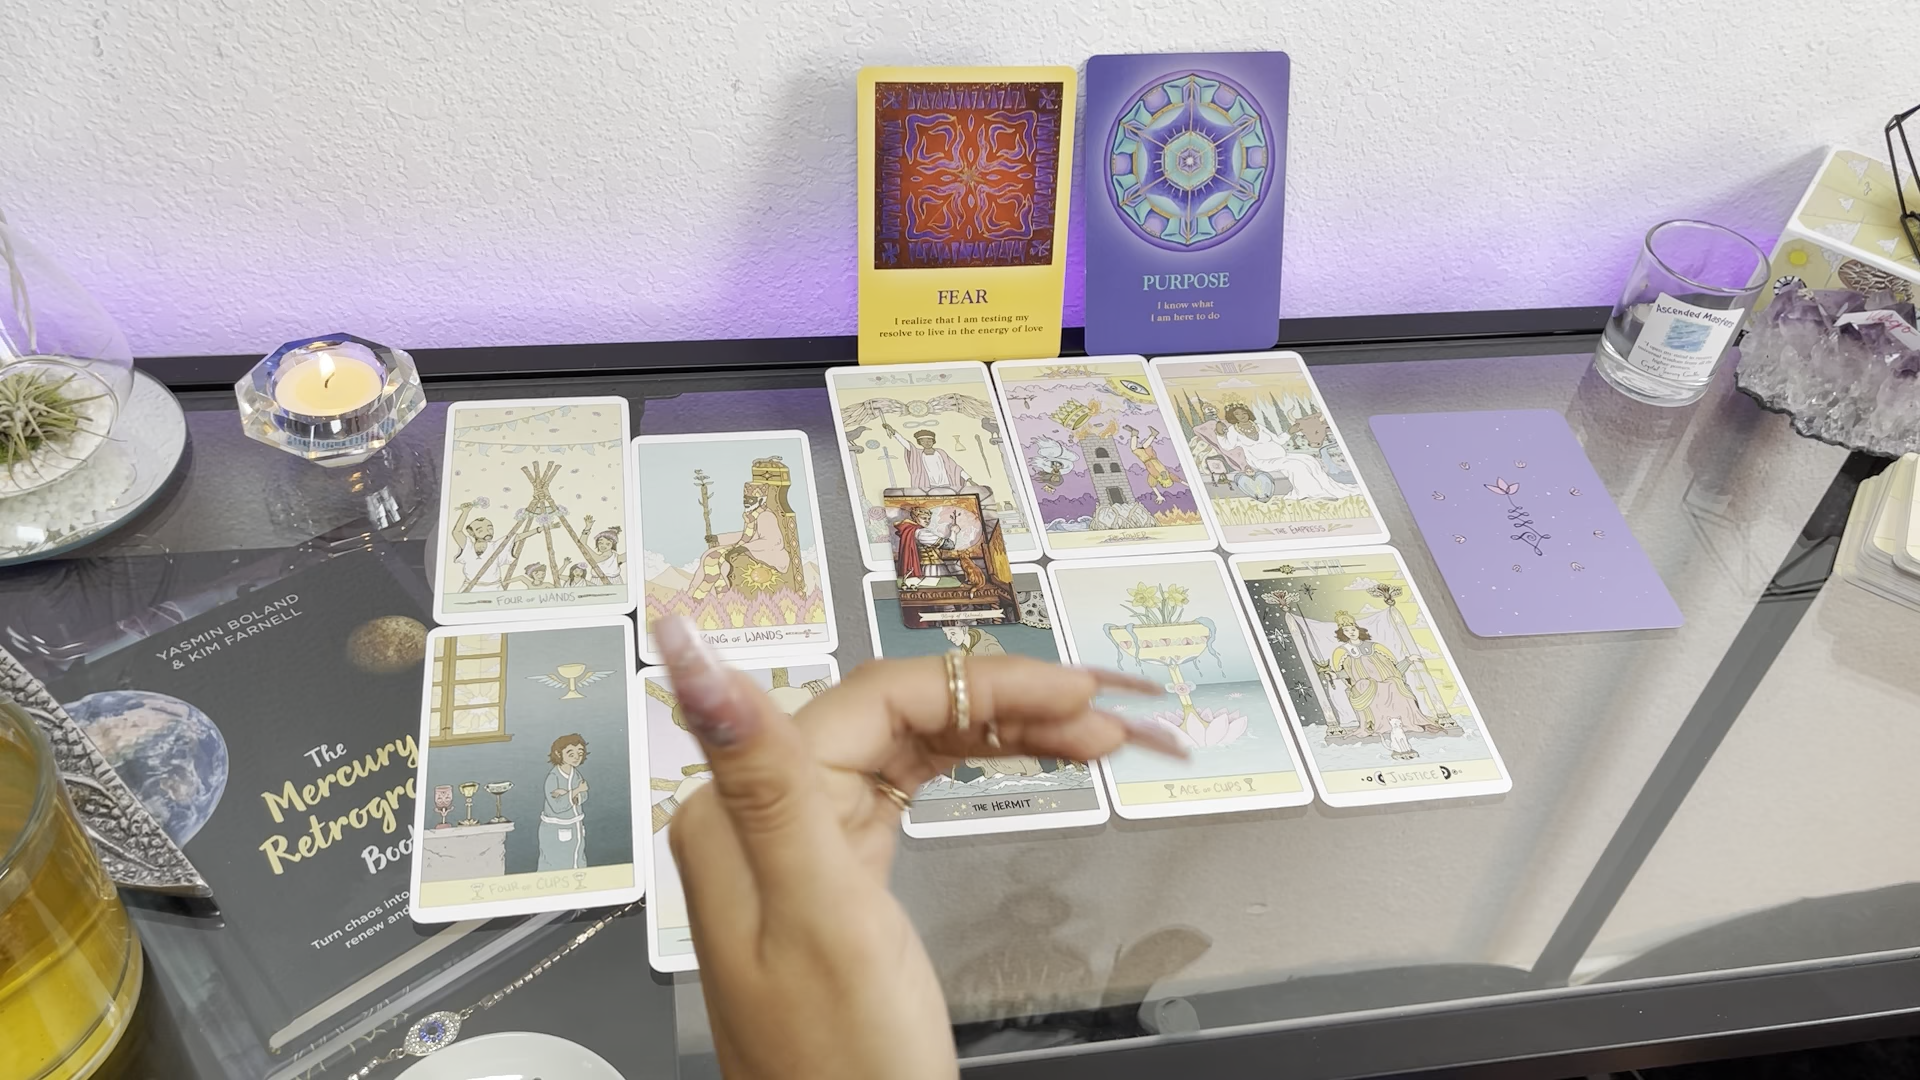 FEAR
I realize that I am testing my
resolve to live in the energy of love
PURPOSE
I know what
I am here to do
Ascended Masters
FOUR OF WANDS
KING OF WANDS
THE EMPRESS
FOUR OF CUPS
THE HERMIT
ACE OF CUPS
JUSTICE
YASMIN BOLAND
& KIM FARNELL
The
Mercury
Retrogr
Boo
Turn chaos into
renew and